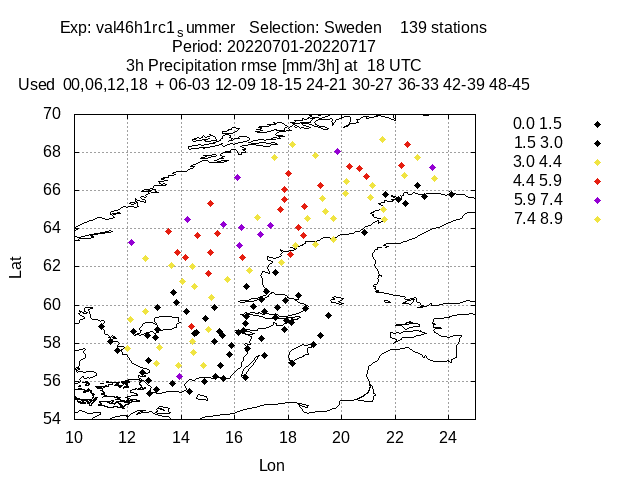 Exp: val46h1rc1 summer Selection: Sweden 139 stations
Period: 20220701-20220717
3h Precipitation rmse [mm/3h] at 18 UTC
Used 00,06,12,18 + 06-03 12-09 18-15 24-21 30-27 36-33 42-39 48-45
70
0.0 1.5
1.5 3.0
68
3.0 4.4
4.4 5.9
66
5.9 7.4
7.4 8.9
64
Lat
62
60
58
56
54
10 12 14 16 18 20 22 24
Lon